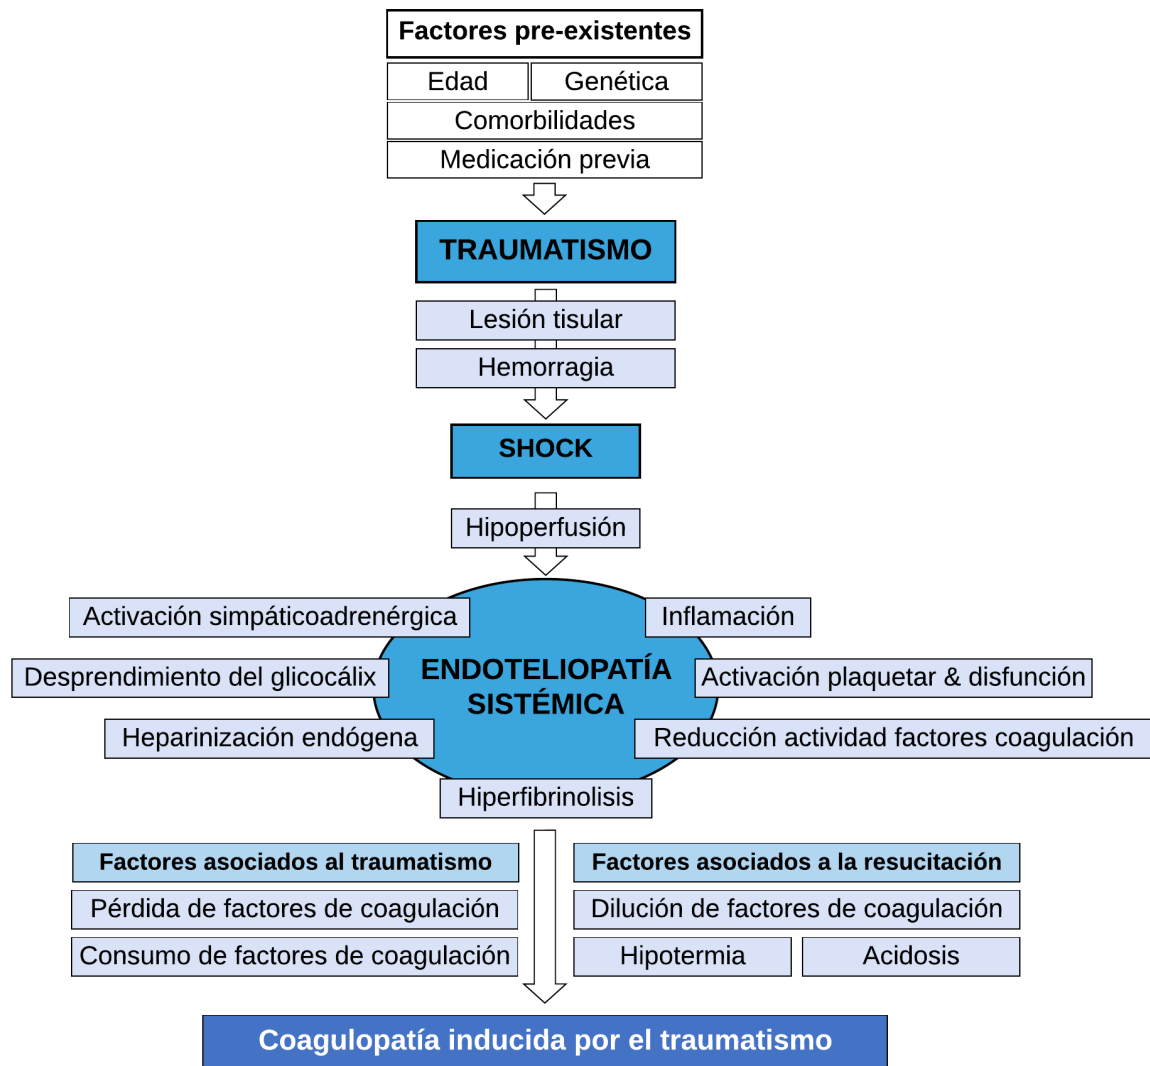 Factores pre-existentes
Edad
Genética
Comorbilidades
Medicación previa
TRAUMATISMO
Lesión tisular
Hemorragia
SHOCK
Hipoperfusión
Activación simpáticoadrenérgica
Inflamación
ENDOTELIOPATÍA
SISTÉMICA
Desprendimiento del glicocálix
Activación plaquetar & disfunción
Heparinización endógena
Reducción actividad factores coagulación
Hiperfibrinolisis
Factores asociados al traumatismo
Pérdida de factores de coagulación
Consumo de factores de coagulación
Factores asociados a la resucitación
Dilución de factores de coagulación
Hipotermia
Acidosis
Coagulopatía inducida por el traumatismo